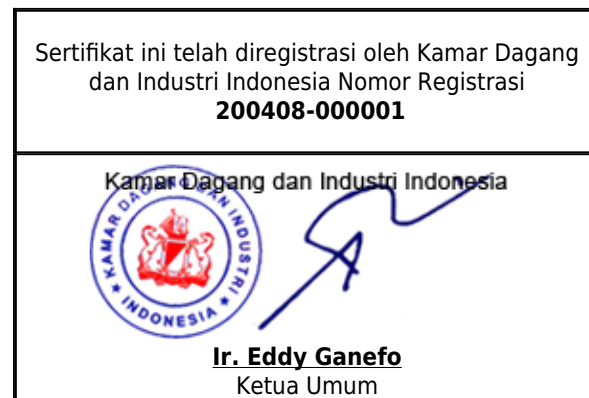 Sertifikat ini telah diregistrasi oleh Kamar Dagang
dan Industri Indonesia Nomor Registrasi
200408-000001
Kamar Dagang dan Industri Indonesia
KAMAR DAGANG DAN INDUSTRI
INDONESIA
Ir. Eddy Ganefo
Ketua Umum